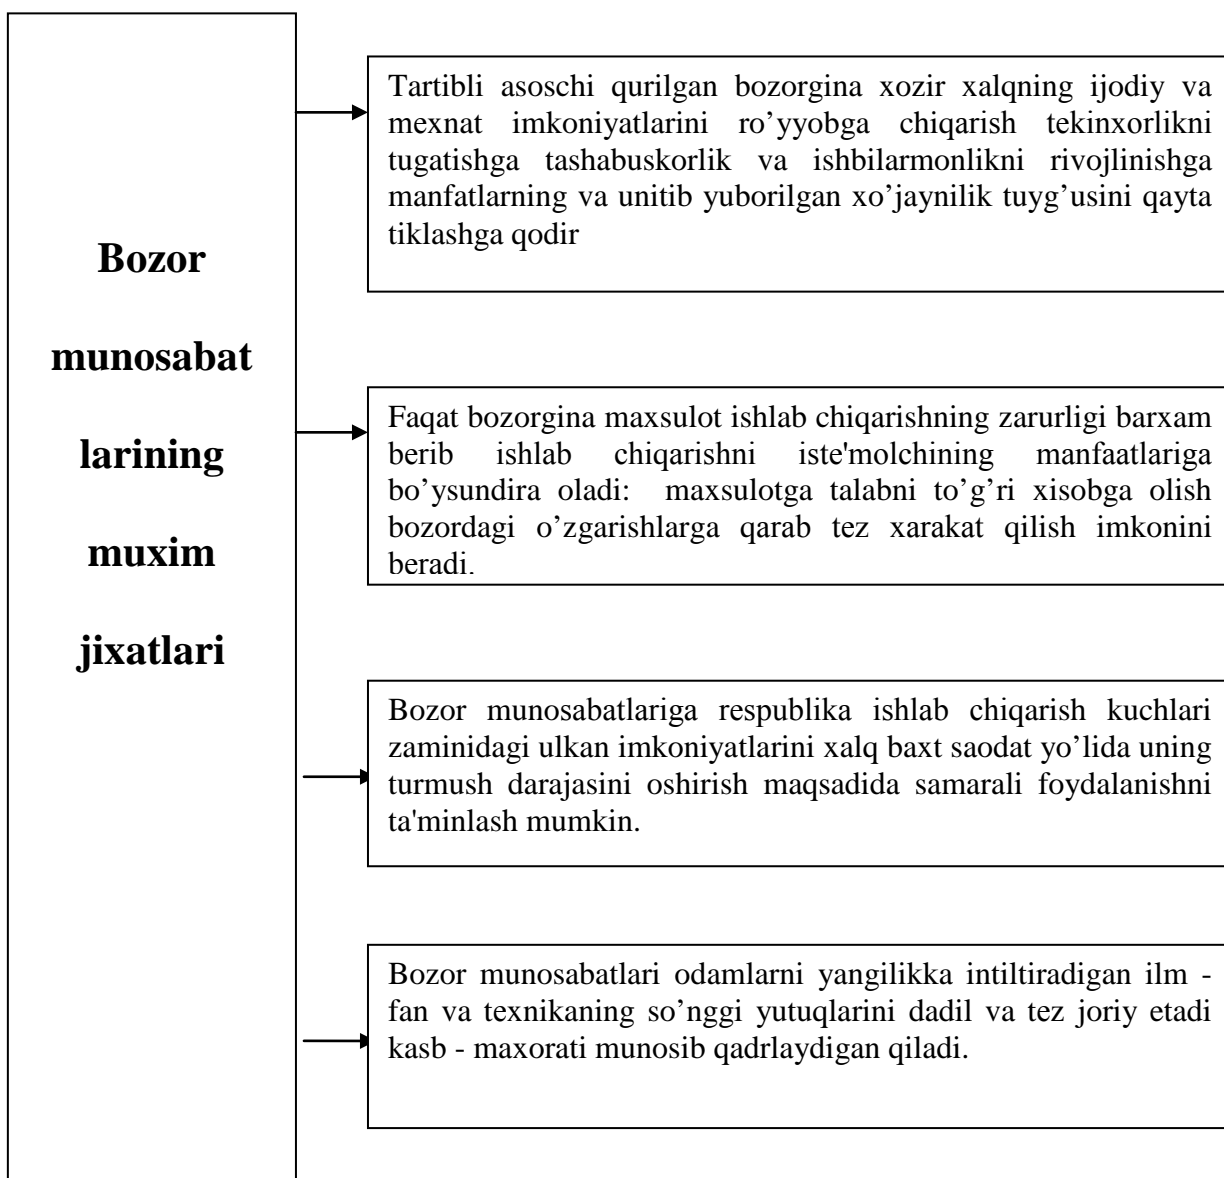 Bozor
munosabat
larining
muxim
jixatlari
Tartibli asoschi qurilgan bozorgina xozir xalqning ijodiy va
mexnat imkoniyatlarini ro’yyobga chiqarish tekinxorlikni
tugatishga tashabuskorlik va ishbilarmonlikni rivojlinishga
manfatlarning va unitib yuborilgan xo’jaynilik tuyg’usini qayta
tiklashga qodir
Faqat bozorgina maxsulot ishlab chiqarishning zarurligi barxam
berib ishlab chiqarishni iste'molchining manfaatlariga
bo’ysundira oladi: maxsulotga talabni to’g’ri xisobga olish
bozordagi o’zgarishlarga qarab tez xarakat qilish imkonini
beradi.
Bozor munosabatlariga respublika ishlab chiqarish kuchlari
zaminidagi ulkan imkoniyatlarini xalq baxt saodat yo’lida uning
turmush darajasini oshirish maqsadida samarali foydalanishni
ta'minlash mumkin.
Bozor munosabatlari odamlarni yangilikka intiltiradigan ilm -
fan va texnikaning so’nggi yutuqlarini dadil va tez joriy etadi
kasb - maxorati munosib qadrlaydigan qiladi.